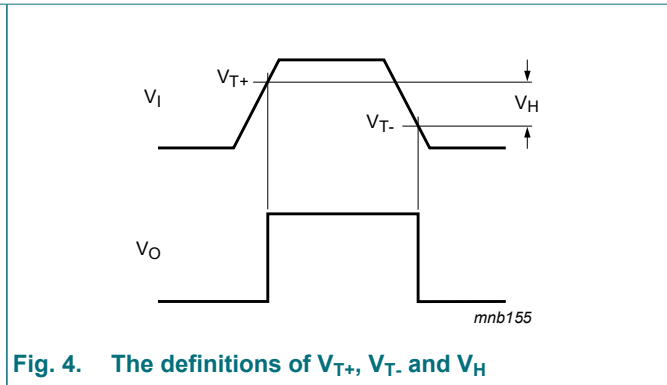 VT+
VI
VH
VT-
VO
mnb155
Fig. 4. The definitions of VT+, VT- and VH